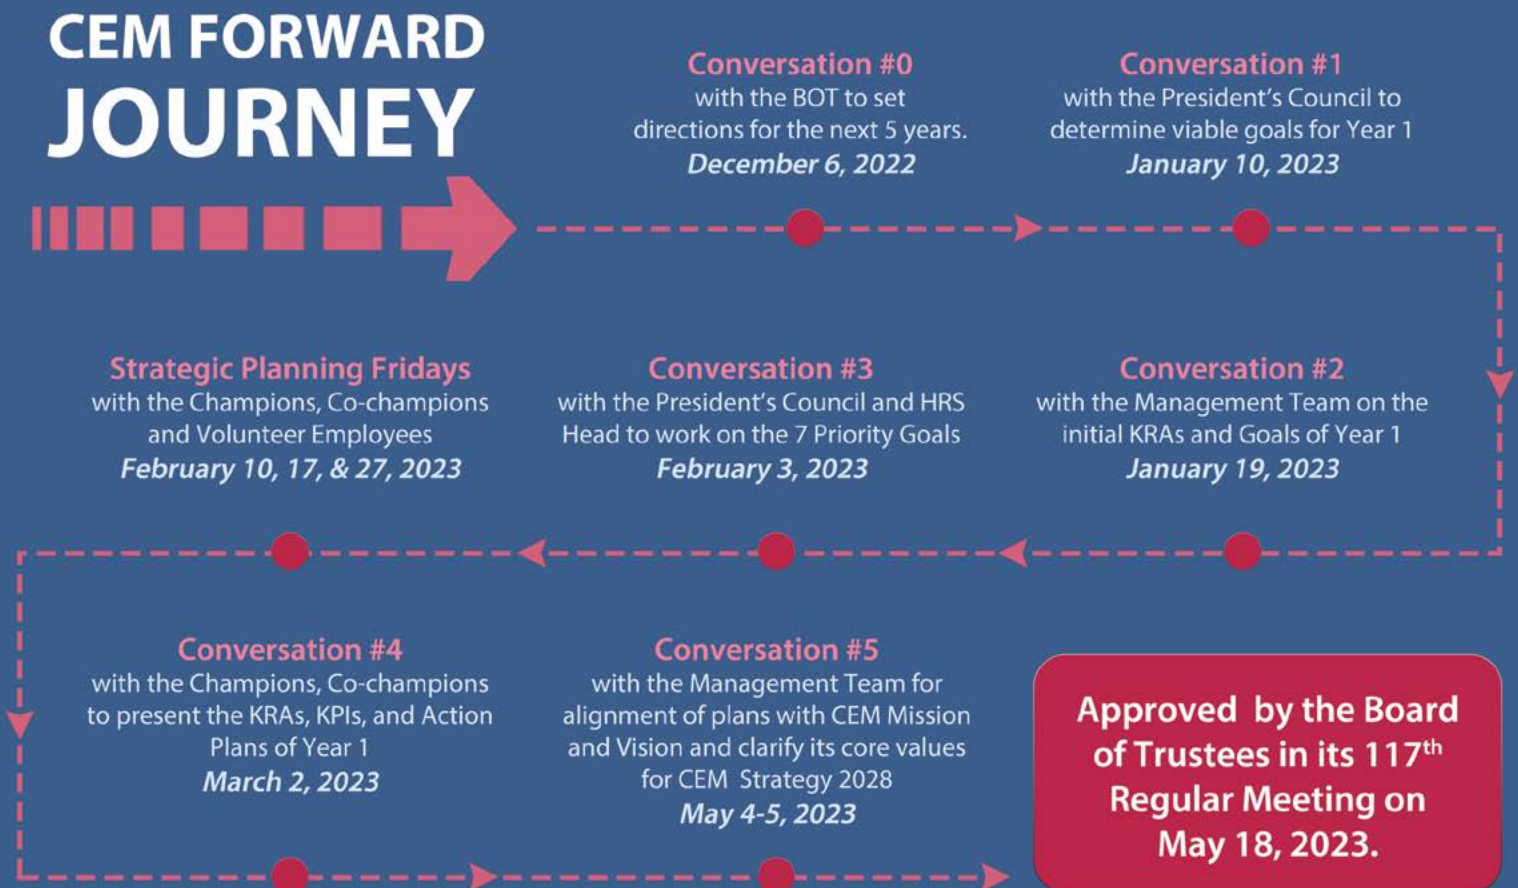 CEM FORWARD
JOURNEY
Conversation #0
with the BOT to set
directions for the next 5 years.
December 6, 2022
Conversation #1
with the President's Council to
determine viable goals for Year 1
January 10, 2023
Conversation #2
with the Management Team on the
initial KRAs and Goals of Year 1
January 19, 2023
Conversation #3
with the President's Council and HRS
Head to work on the 7 Priority Goals
February 3, 2023
Strategic Planning Fridays
with the Champions, Co-champions
and Volunteer Employees
February 10, 17, & 27, 2023
Conversation #4
with the Champions, Co-champions
to present the KRAs, KPIs, and Action
Plans of Year 1
March 2, 2023
Conversation #5
with the Management Team for
alignment of plans with CEM Mission
and Vision and clarify its core values
for CEM Strategy 2028
May 4-5, 2023
Approved by the Board
of Trustees in its 117th
Regular Meeting on
May 18, 2023.